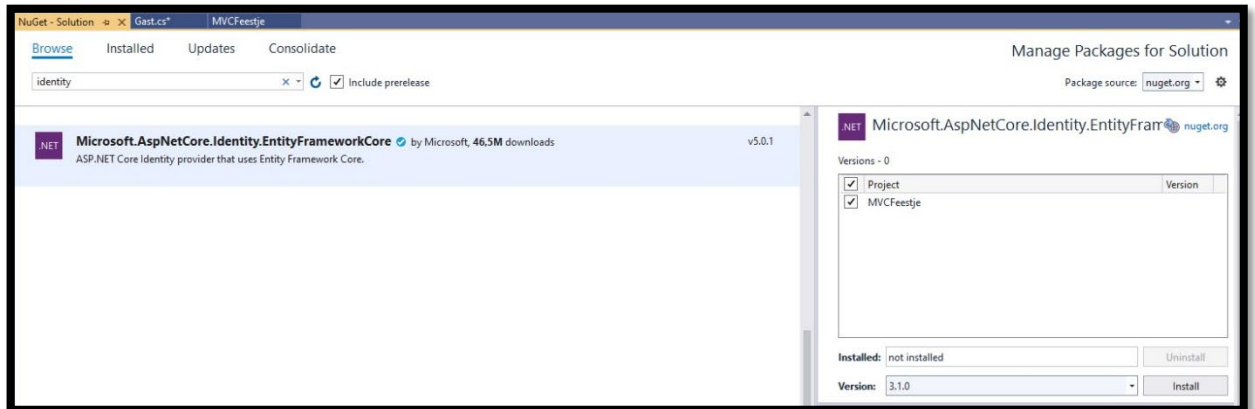 NuGet - Solution Gast.cs* MVCFeestje
Browse Installed Updates Consolidate
Manage Packages for Solution
identity
Include prerelease
Package source: nuget.org
.NET
Microsoft.AspNetCore.Identity.EntityFrameworkCore by Microsoft, 46,5M downloads
v5.0.1
ASP.NET Core Identity provider that uses Entity Framework Core.
.NET
Microsoft.AspNetCore.Identity.EntityFram
nuget.org
Versions - 0
Project Version
MVCFeestje
Installed: not installed
Uninstall
Version: 3.1.0
Install